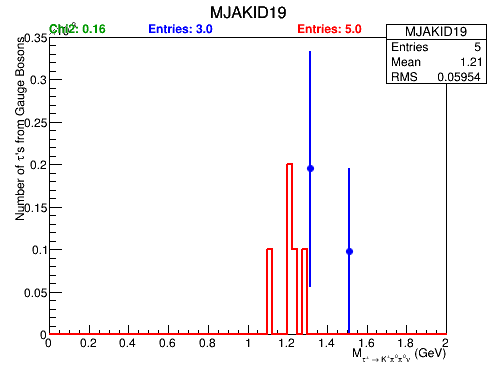 MJAKID19
Chi2: 0.16 Entries: 3.0 Entries: 5.0
MJAKID19
Entries 5
Mean 1.21
RMS 0.05954
Number of τ's from Gauge Bosons
0.35
0.3
0.25
0.2
0.15
0.1
0.05
0
0 0.2 0.4 0.6 0.8 1 1.2 1.4 1.6 1.8 2
M τ⁺ → K⁺π⁰π⁰ν (GeV)